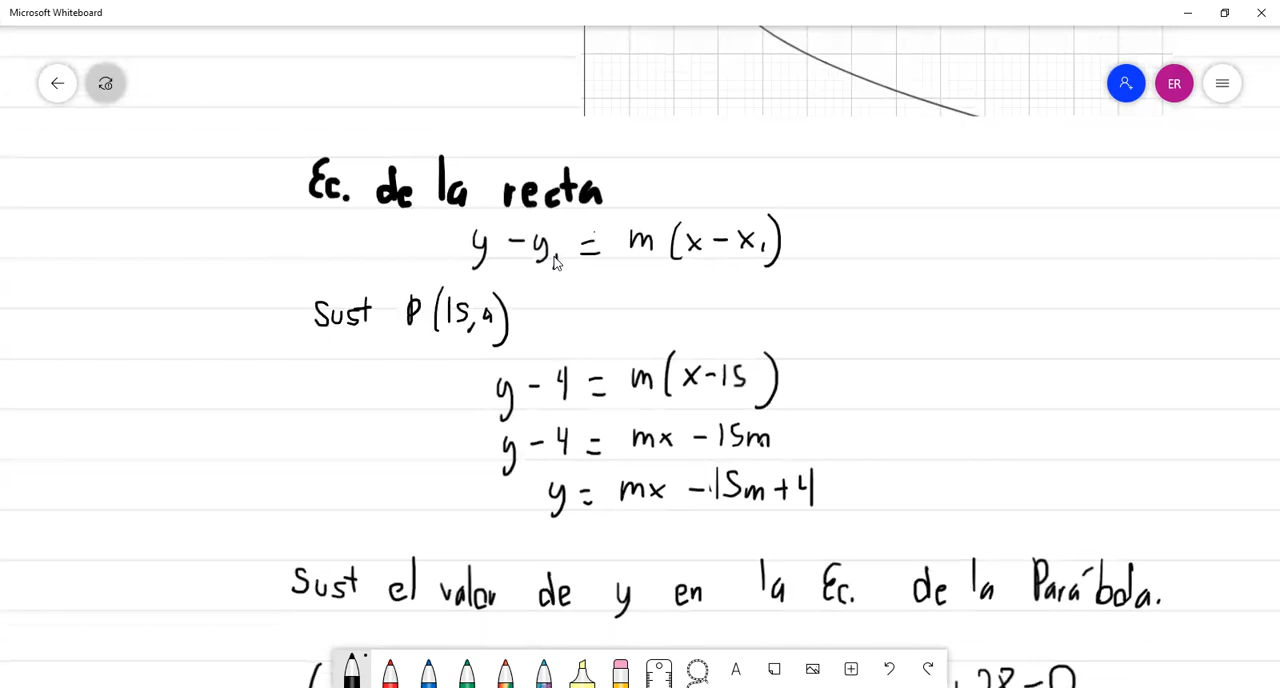 Microsoft Whiteboard
ER
Ec. de la recta
y - y₁ = m (x - x₁)
Sust P(15,4)
y - 4 = m(x-15)
y - 4 = mx - 15m
y = mx - 15m + 4
Sust el valor de y en la Ec. de la Parábola.
A